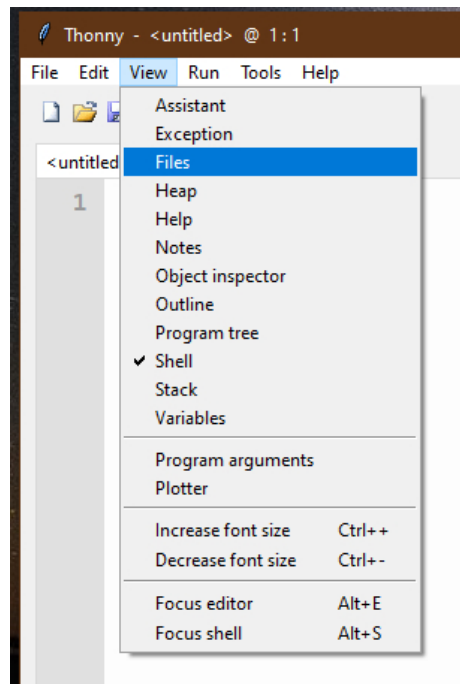 Thonny - <untitled> @ 1:1
File Edit View Run Tools Help
<untitled
1
Assistant
Exception
Files
Heap
Help
Notes
Object inspector
Outline
Program tree
✔ Shell
Stack
Variables
Program arguments
Plotter
Increase font size Ctrl++
Decrease font size Ctrl+-
Focus editor Alt+E
Focus shell Alt+S